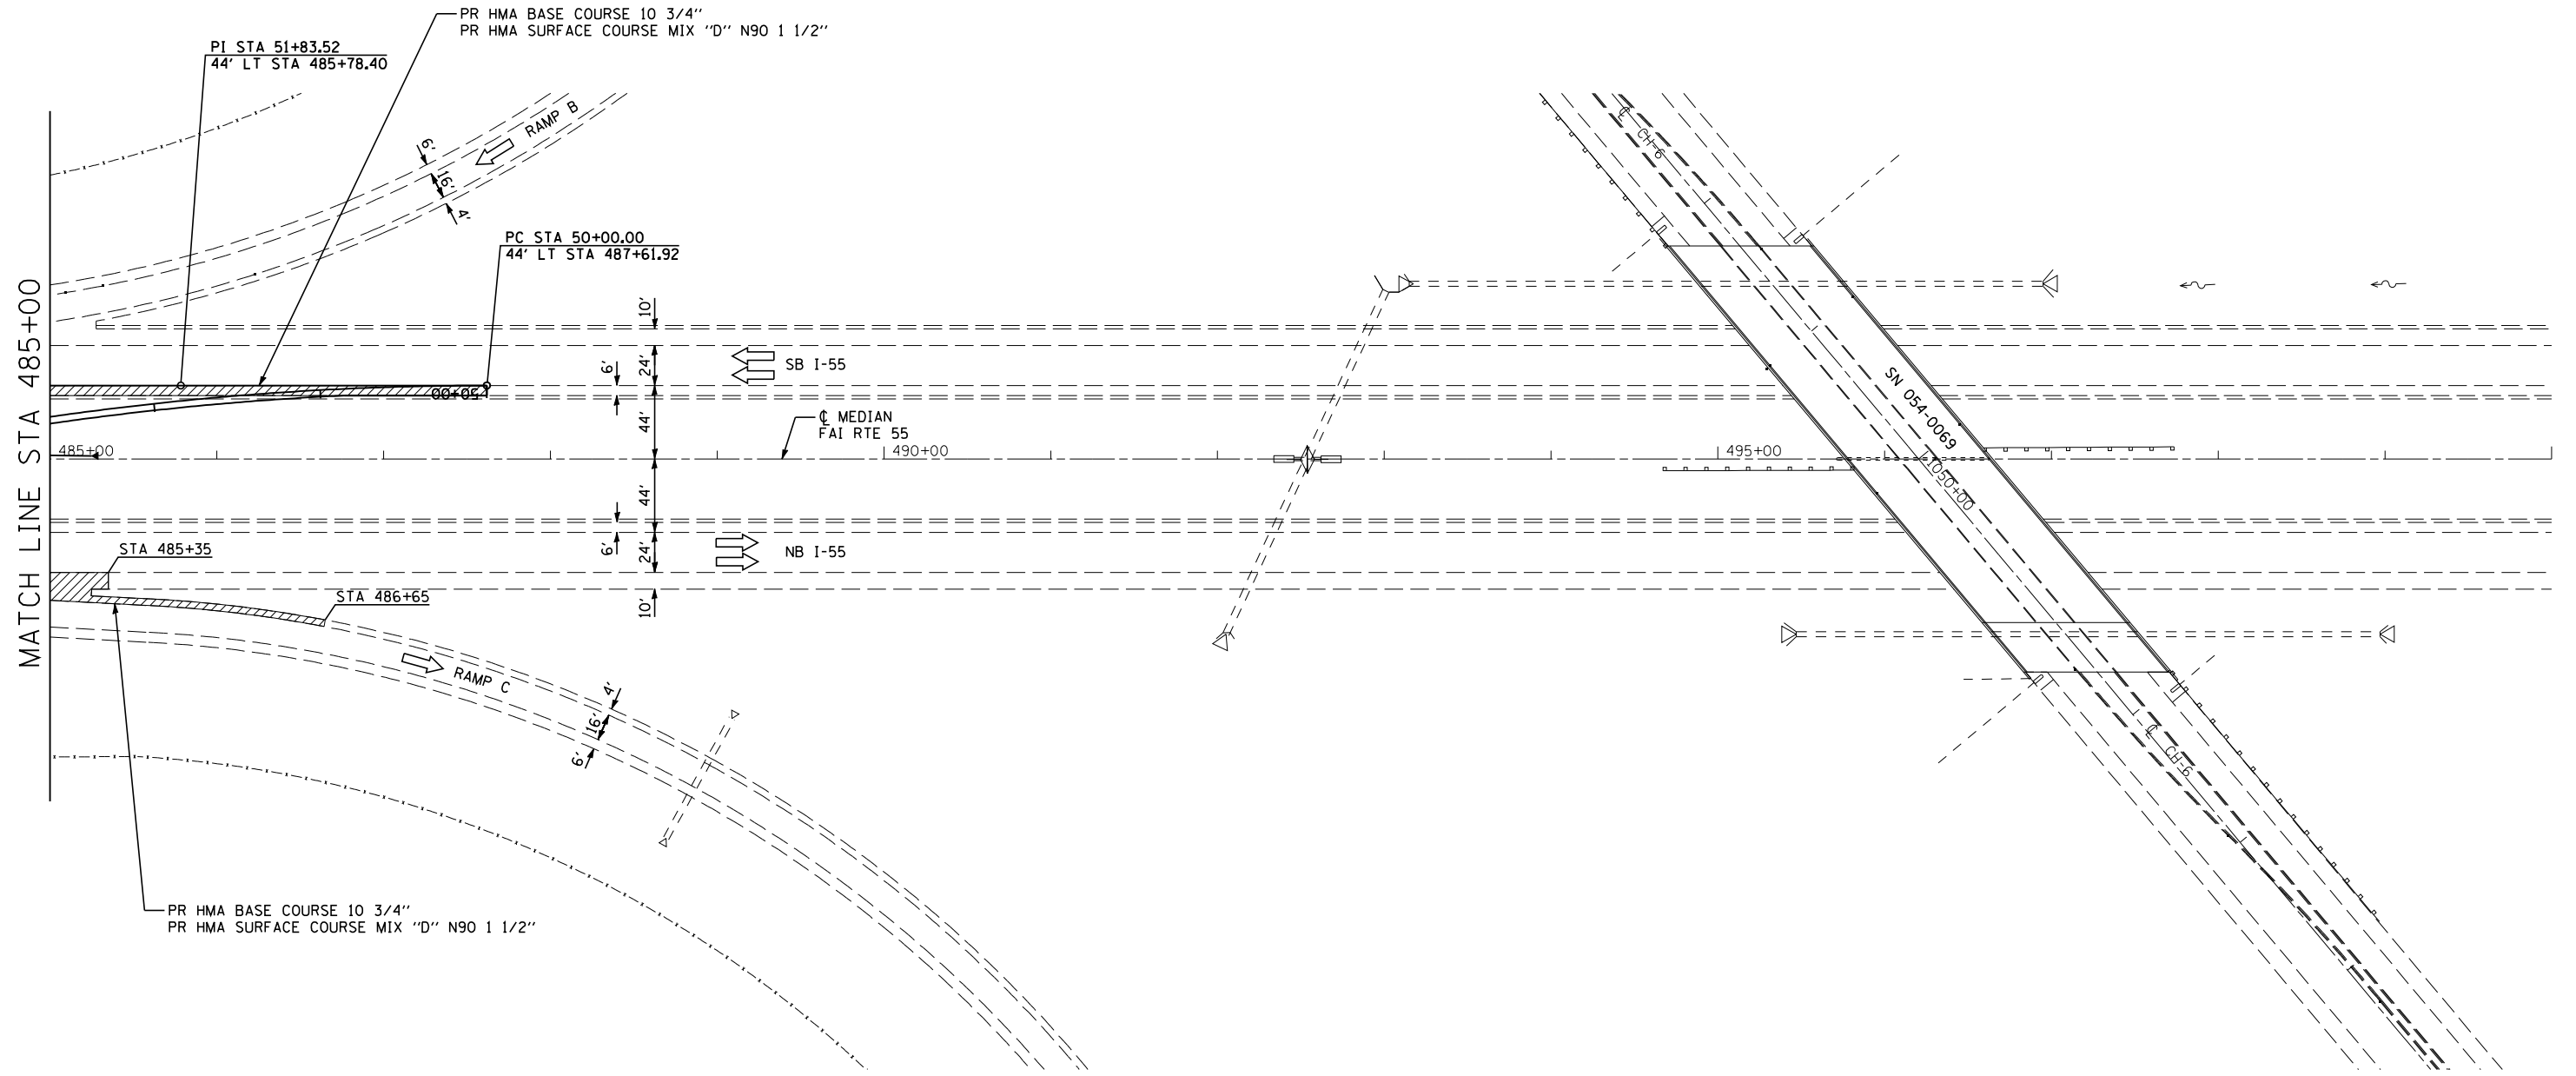 PR HMA BASE COURSE 10 3/4"
PR HMA SURFACE COURSE MIX "D" N90 1 1/2"
PI STA 51+83.52
44' LT STA 485+78.40
RAMP B
6'
16'
4'
℄ CH-6
PC STA 50+00.00
44' LT STA 487+61.92
MATCH LINE STA 485+00
10'
24'
6'
SB I-55
50+00
44'
℄ MEDIAN
FAI RTE 55
SN 054-0069
485+00
490+00
495+00
1050+00
44'
6'
24'
NB I-55
10'
STA 485+35
STA 486+65
RAMP C
4'
16'
6'
℄ CH-6
PR HMA BASE COURSE 10 3/4"
PR HMA SURFACE COURSE MIX "D" N90 1 1/2"